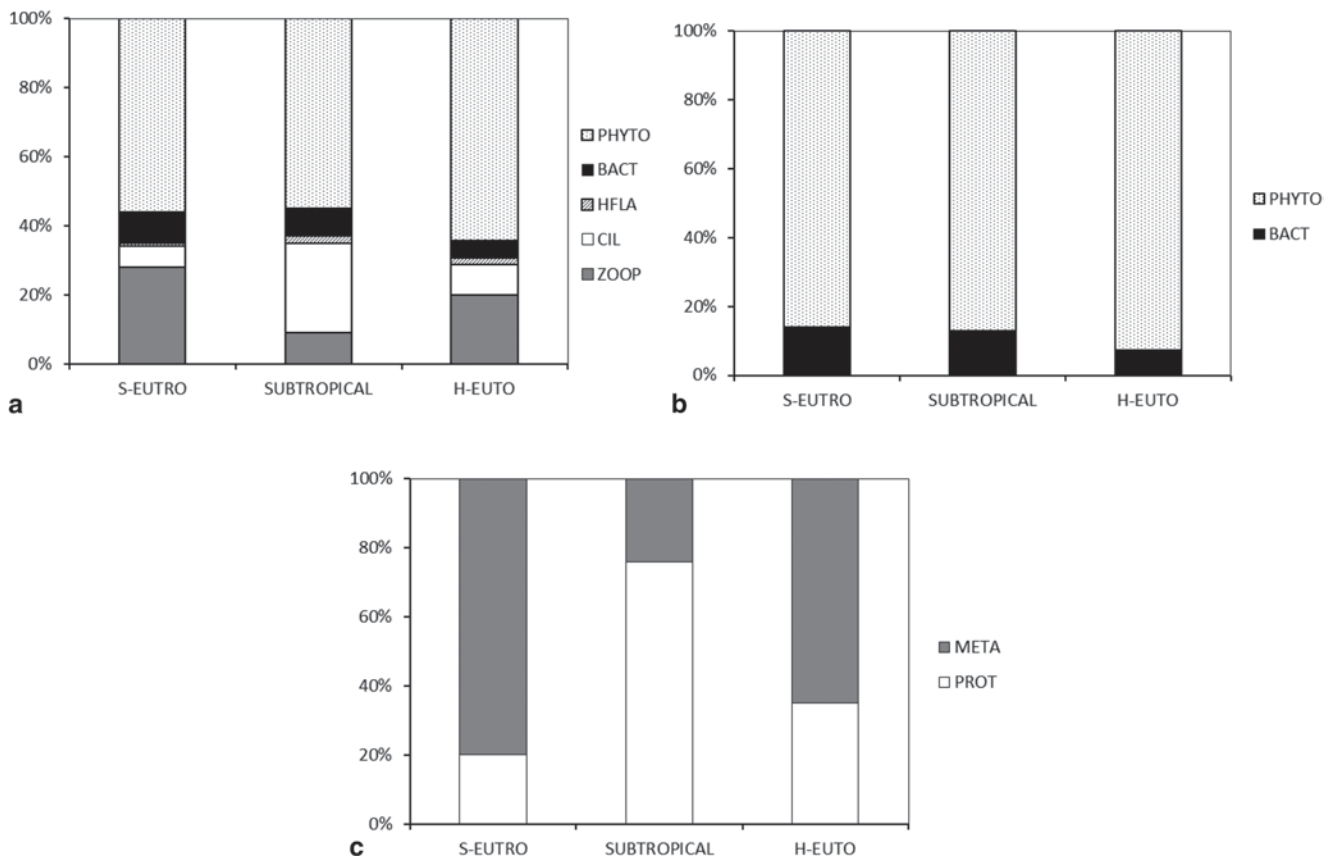 100%
80%
60%
40%
20%
0%
S-EUTRO SUBTROPICAL H-EUTO
PHYTO
BACT
HFLA
CIL
ZOOP
a
100%
80%
60%
40%
20%
0%
S-EUTRO SUBTROPICAL H-EUTO
PHYTO
BACT
b
100%
80%
60%
40%
20%
0%
S-EUTRO SUBTROPICAL H-EUTO
META
PROT
c